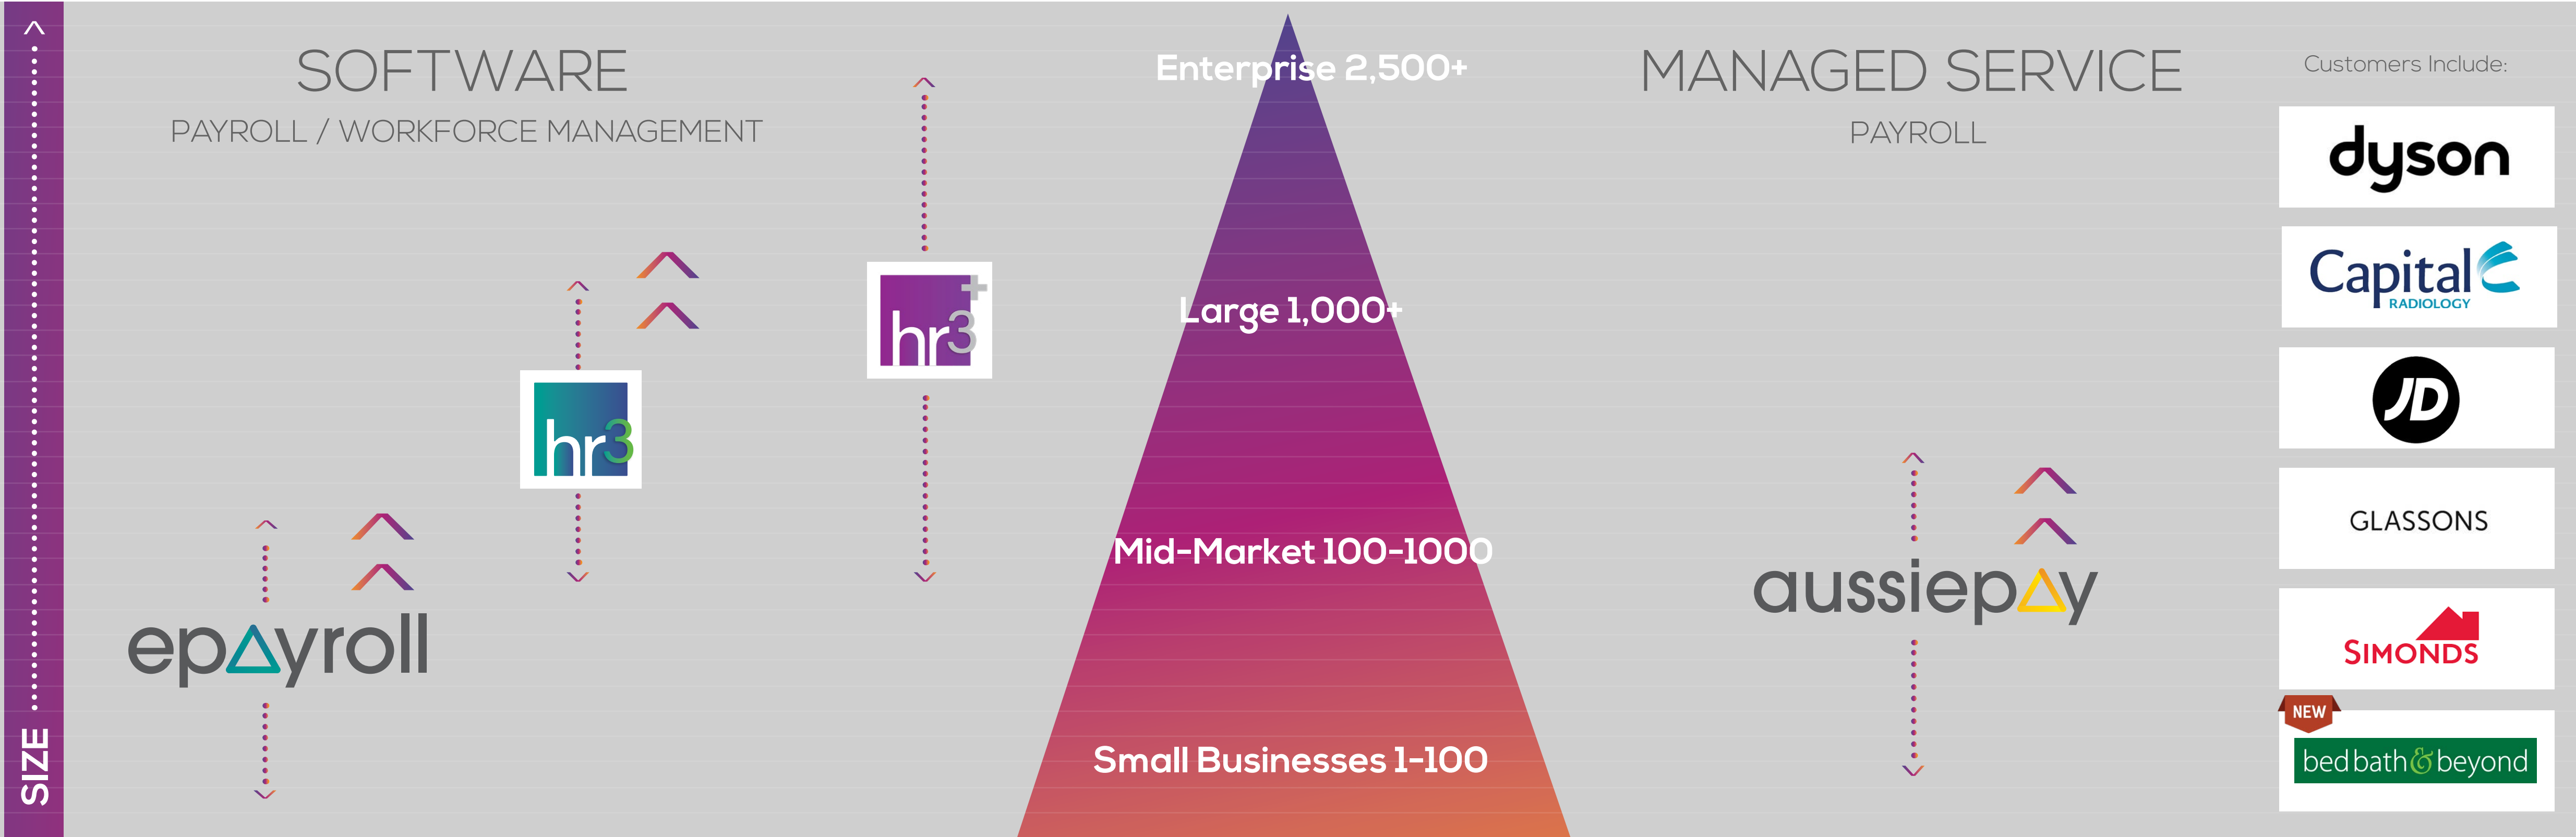 SIZE
SOFTWARE
PAYROLL / WORKFORCE MANAGEMENT
epayroll
hr3
hr3+
Enterprise 2,500+
Large 1,000+
Mid-Market 100-1000
Small Businesses 1-100
MANAGED SERVICE
PAYROLL
aussiepay
Customers Include:
dyson
Capital
RADIOLOGY
JD
GLASSONS
SIMONDS
NEW
bed bath & beyond